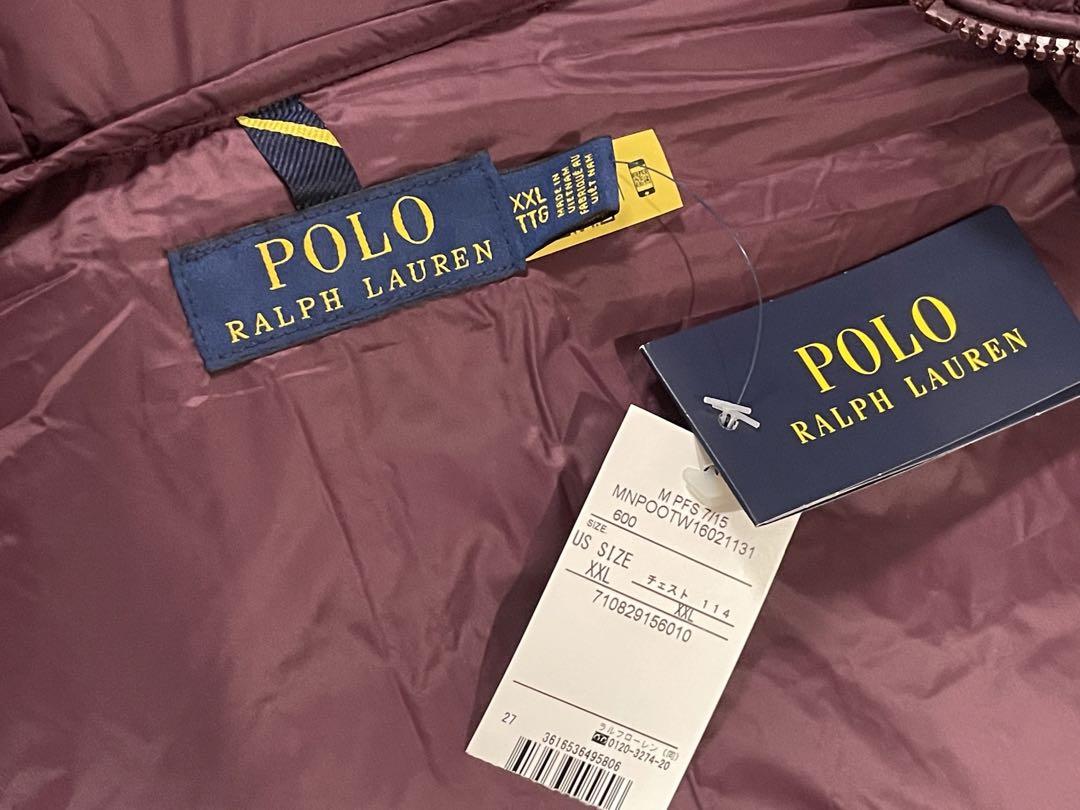 POLO
RALPH LAUREN
XXL
TTG
MADE IN
VIETNAM
FABRIQUÉ AU
VIÊT NAM
POLO
RALPH LAUREN
M PFS 7/15
MNPOOTW16021131
600
SIZE
US SIZE
XXL
チェスト 114
XXL
710829156010
27
ラルフローレン (同)
0120-3274-20
3616536495806